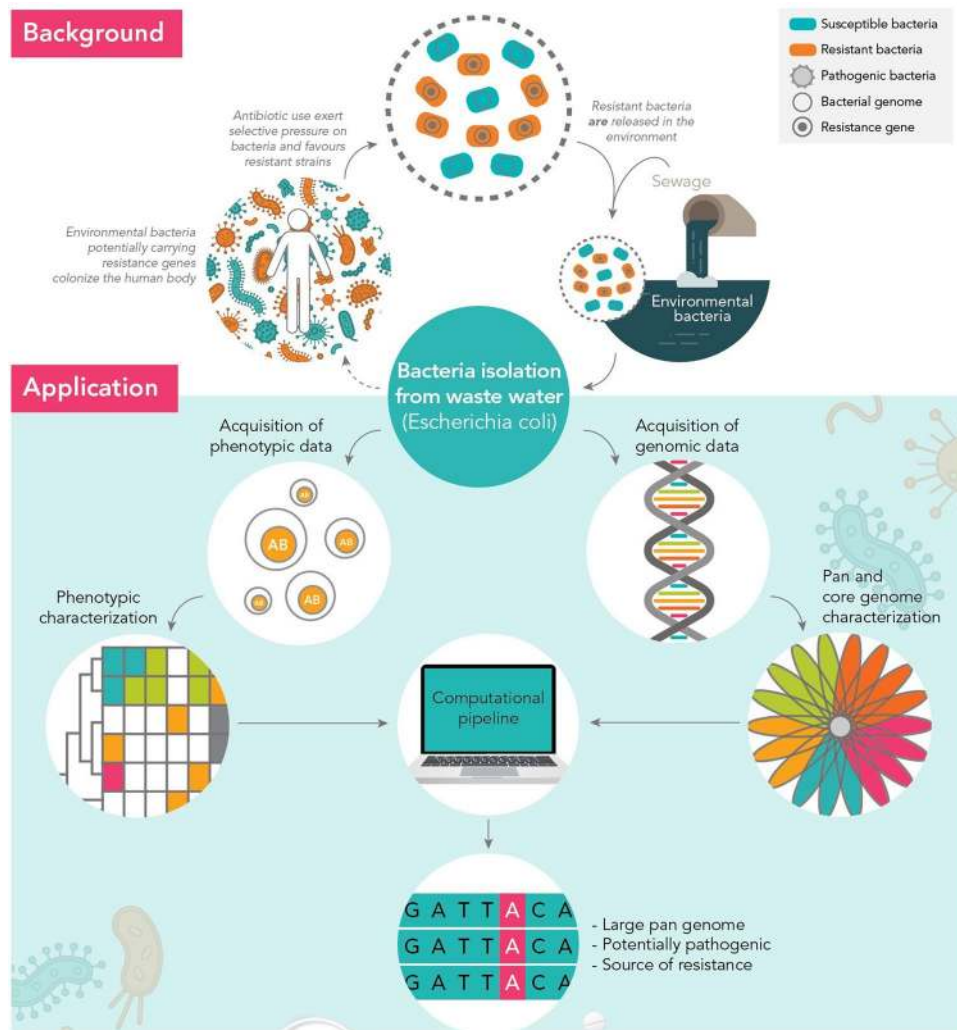 Background
Susceptible bacteria
Resistant bacteria
Pathogenic bacteria
Bacterial genome
Resistance gene
Antibiotic use exert
selective pressure on
bacteria and favours
resistant strains
Resistant bacteria
are released in the
environment
Sewage
Environmental bacteria
potentially carrying
resistance genes
colonize the human body
Environmental
bacteria
Bacteria isolation
from waste water
(Escherichia coli)
Application
Acquisition of
phenotypic data
Acquisition of
genomic data
AB
AB
AB
AB
AB
Phenotypic
characterization
Pan and
core genome
characterization
Computational
pipeline
G A T T A C A
G A T T A C A
G A T T A C A
- Large pan genome
- Potentially pathogenic
- Source of resistance